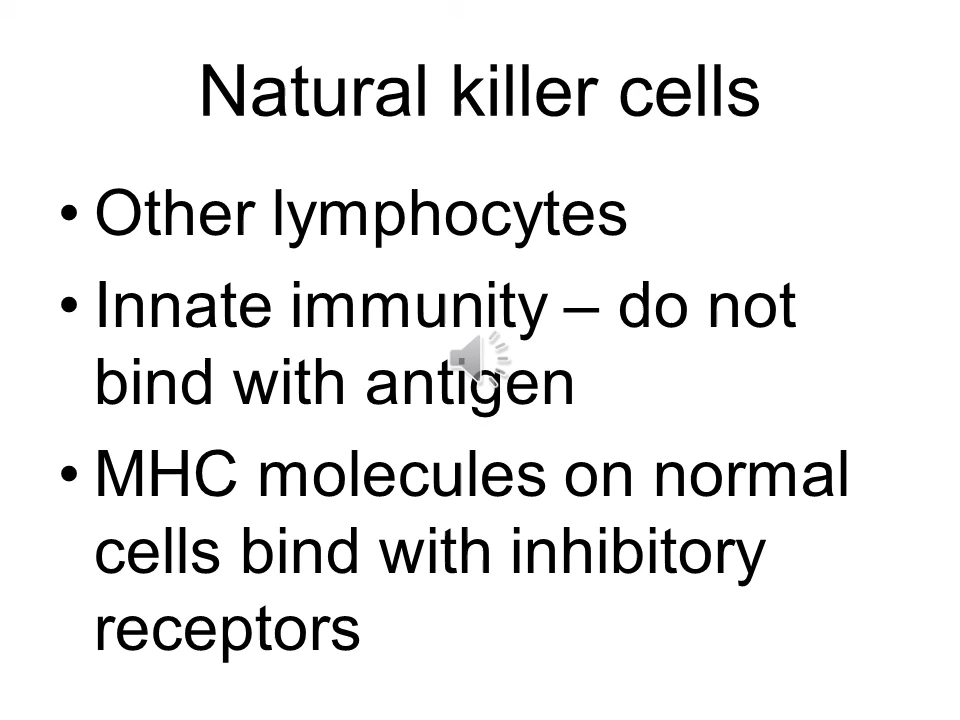 Natural killer cells
• Other lymphocytes
• Innate immunity – do not
bind with antigen
• MHC molecules on normal
cells bind with inhibitory
receptors